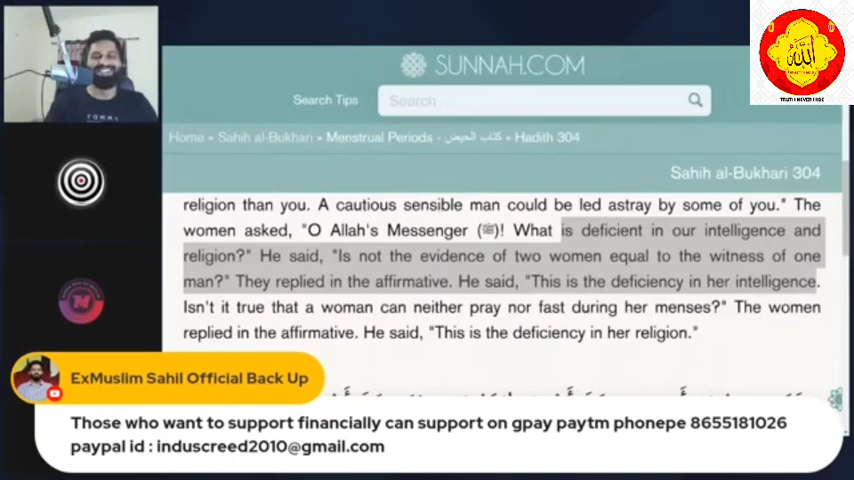 TOMMY
SUNNAH.COM
الله
TRUTH NEVER HIDE
Search Tips
Search ...
Home » Sahih al-Bukhari » Menstrual Periods - كتاب الحيض » Hadith 304
Sahih al-Bukhari 304
religion than you. A cautious sensible man could be led astray by some of you." The
women asked, "O Allah's Messenger (ﷺ)! What is deficient in our intelligence and
religion?" He said, "Is not the evidence of two women equal to the witness of one
man?" They replied in the affirmative. He said, "This is the deficiency in her intelligence.
Isn't it true that a woman can neither pray nor fast during her menses?" The women
replied in the affirmative. He said, "This is the deficiency in her religion."
ExMuslim Sahil Official Back Up
Those who want to support financially can support on gpay paytm phonepe 8655181026
paypal id : induscreed2010@gmail.com